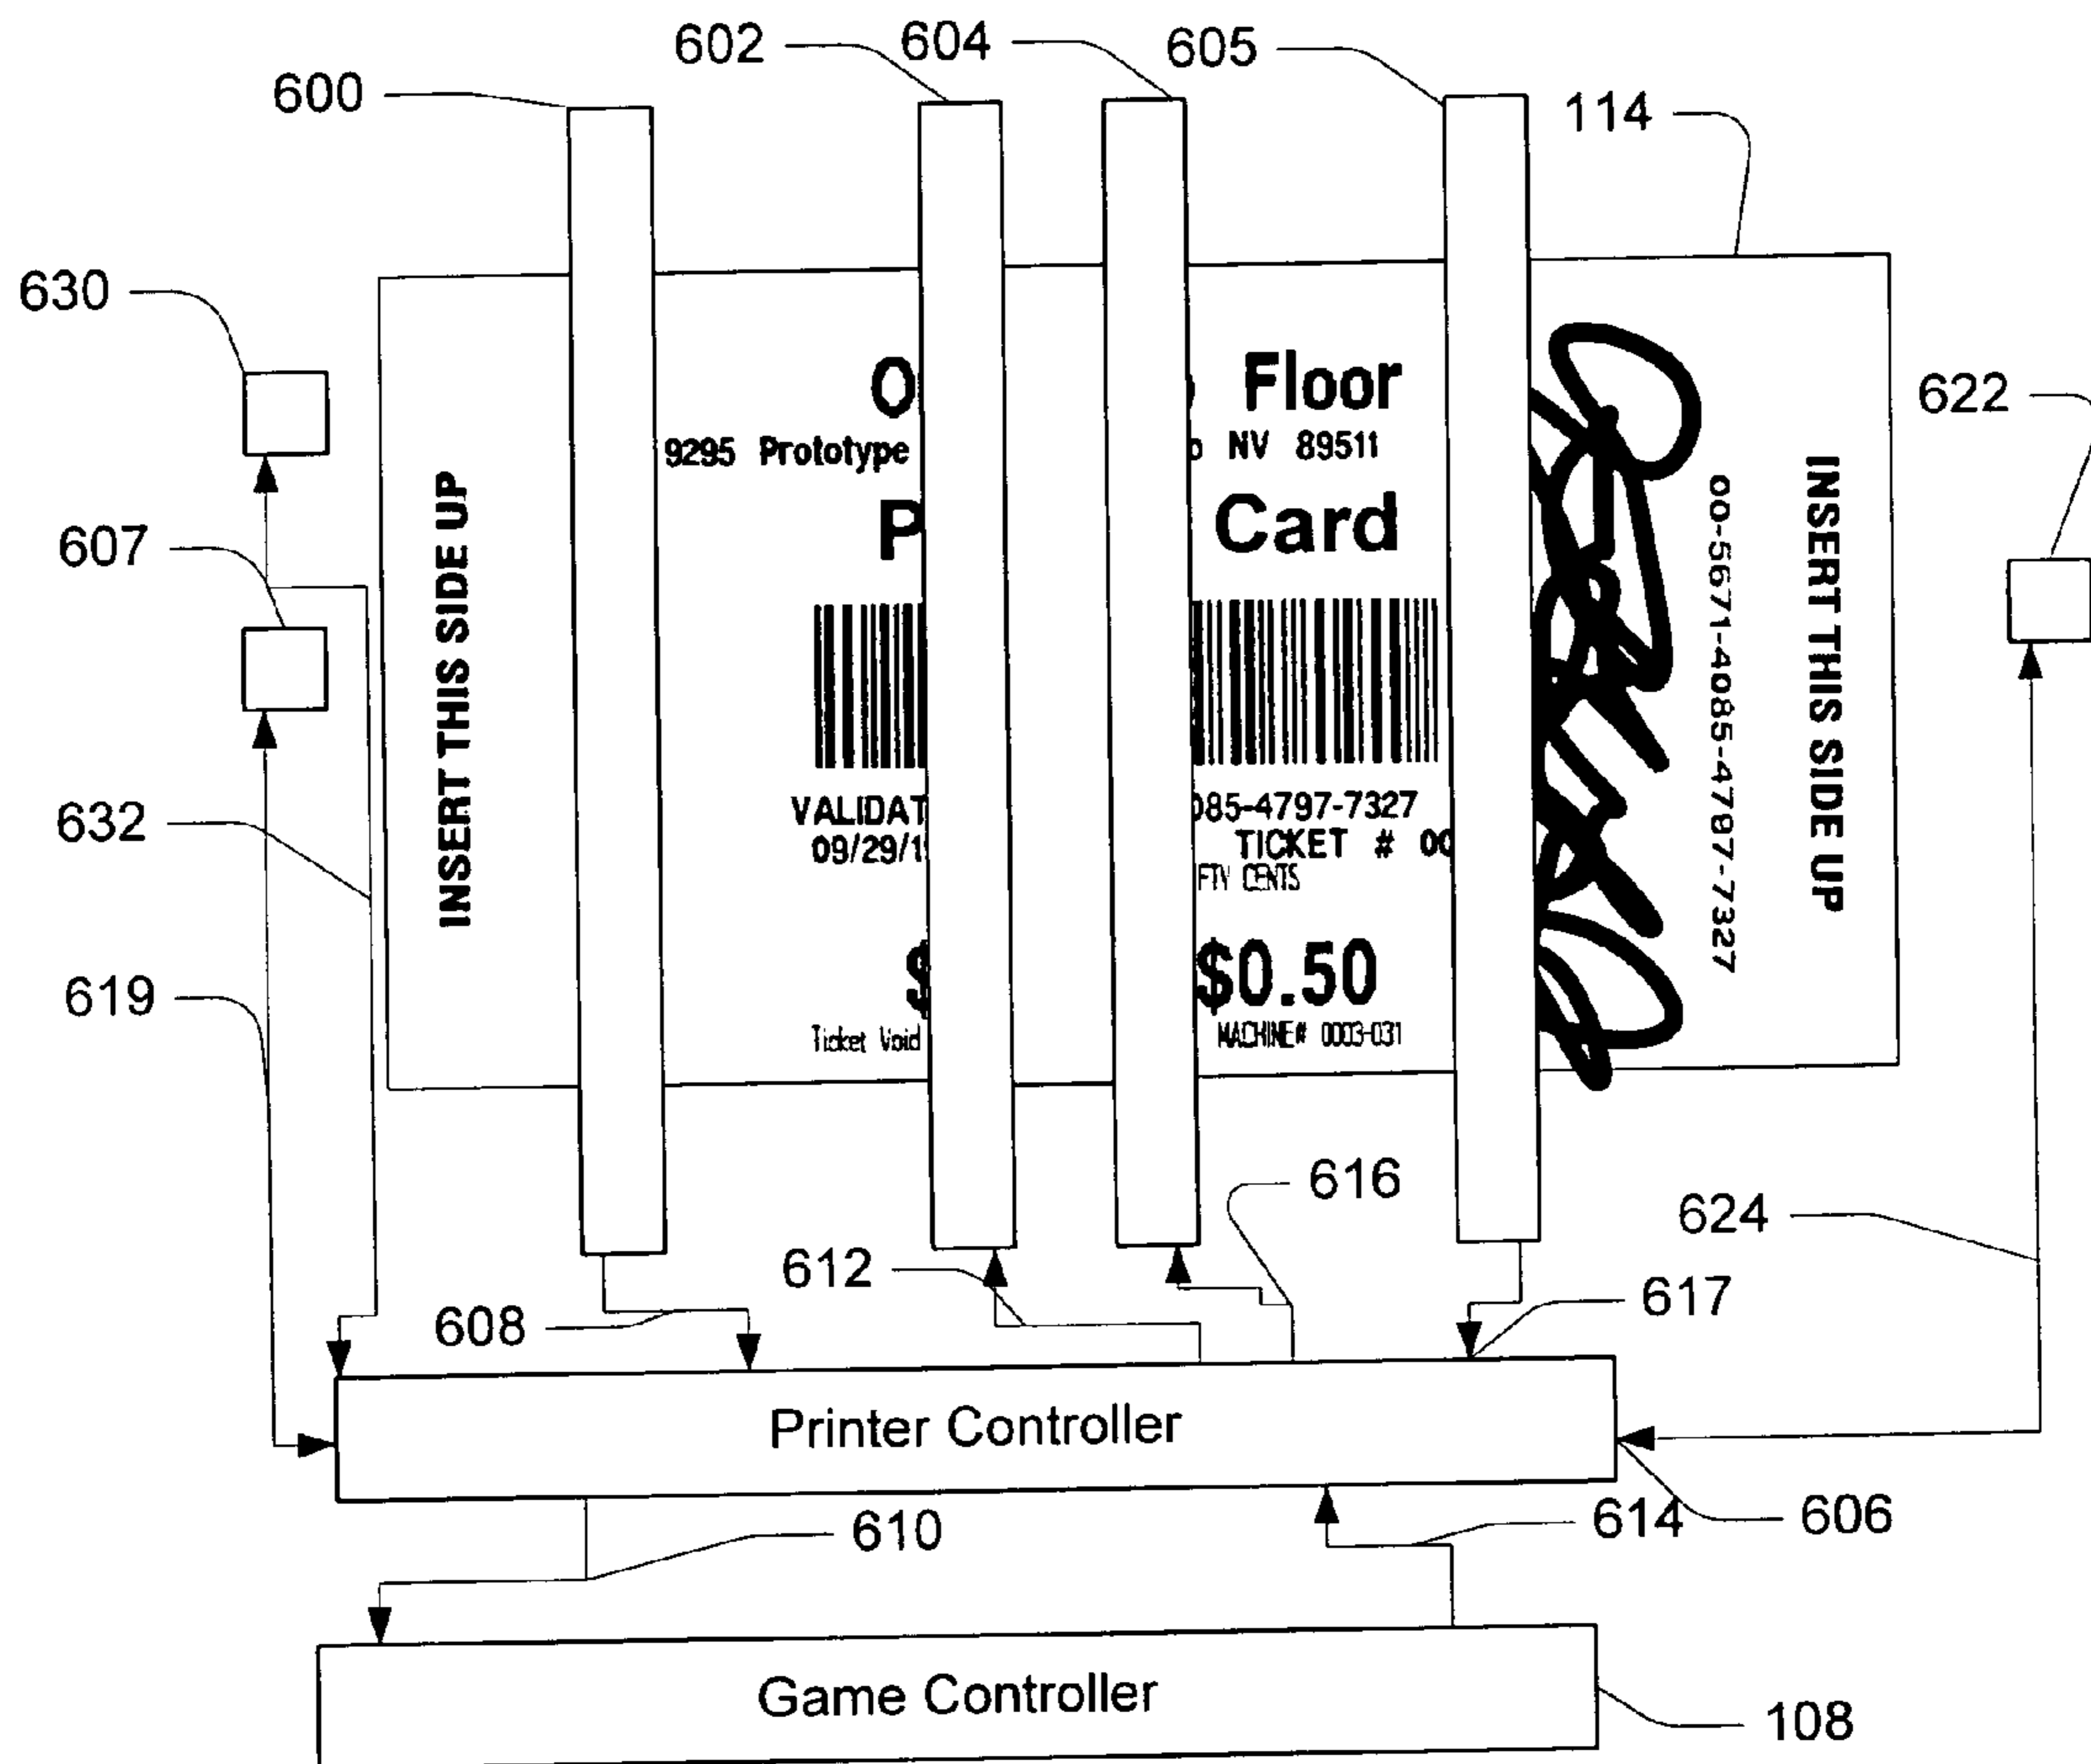 602
604
605
600
114
630
622
607
632
619
O Floor
9295 Prototype NV 89511
P Card
VALIDAT 085-4797-7327
09/29/1 TICKET # 00
FTY CENTS
$ $0.50
Ticket Void MACHINE# 0003-031
INSERT THIS SIDE UP
00-5671-4085-4797-7327
INSERT THIS SIDE UP
616
624
612
617
608
Printer Controller
614
606
610
Game Controller
108